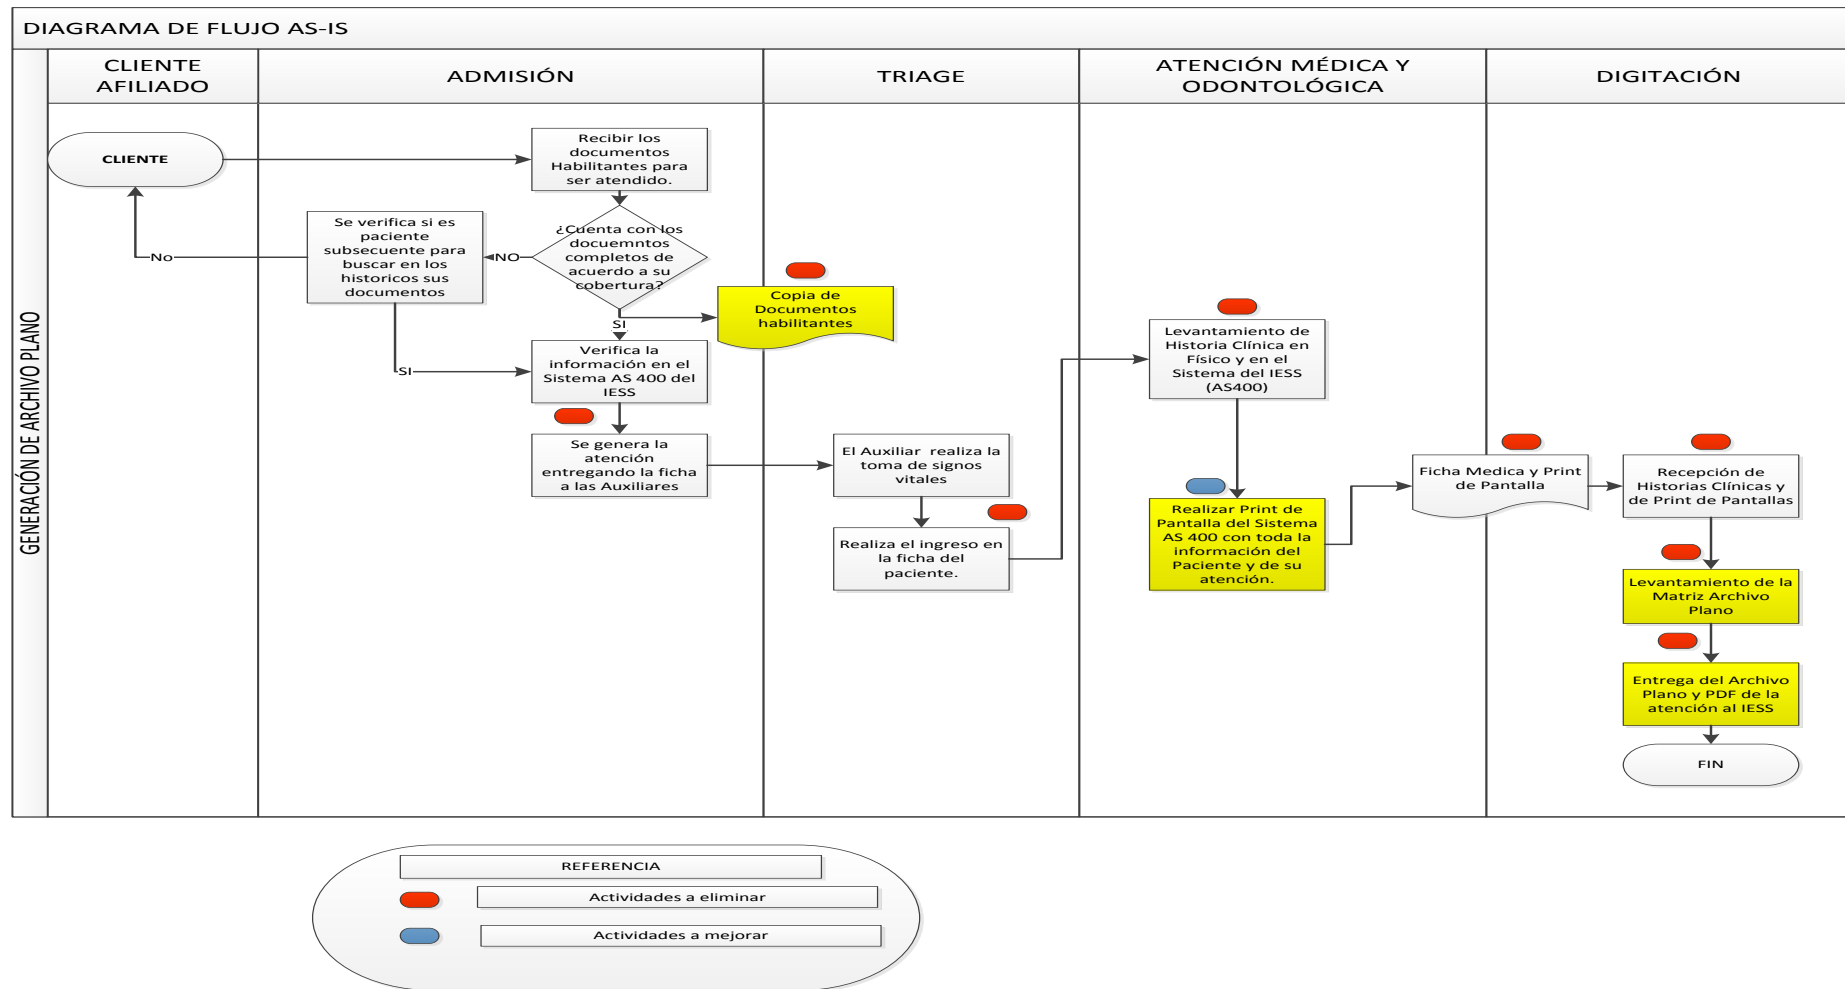 DIAGRAMA DE FLUJO AS-IS
GENERACIÓN DE ARCHIVO PLANO
CLIENTE
AFILIADO
ADMISIÓN
TRIAGE
ATENCIÓN MÉDICA Y
ODONTOLÓGICA
DIGITACIÓN
CLIENTE
Recibir los
documentos
Habilitantes para
ser atendido.
¿Cuenta con los
docuemntos
completos de
acuerdo a su
cobertura?
NO
Se verifica si es
paciente
subsecuente para
buscar en los
historicos sus
documentos
No
SI
SI
Copia de
Documentos
habilitantes
Verifica la
información en el
Sistema AS 400 del
IESS
Se genera la
atención
entregando la ficha
a las Auxiliares
El Auxiliar realiza la
toma de signos
vitales
Realiza el ingreso en
la ficha del
paciente.
Levantamiento de
Historia Clínica en
Físico y en el
Sistema del IESS
(AS400)
Realizar Print de
Pantalla del Sistema
AS 400 con toda la
información del
Paciente y de su
atención.
Ficha Medica y Print
de Pantalla
Recepción de
Historias Clínicas y
de Print de Pantallas
Levantamiento de la
Matriz Archivo
Plano
Entrega del Archivo
Plano y PDF de la
atención al IESS
FIN
REFERENCIA
Actividades a eliminar
Actividades a mejorar